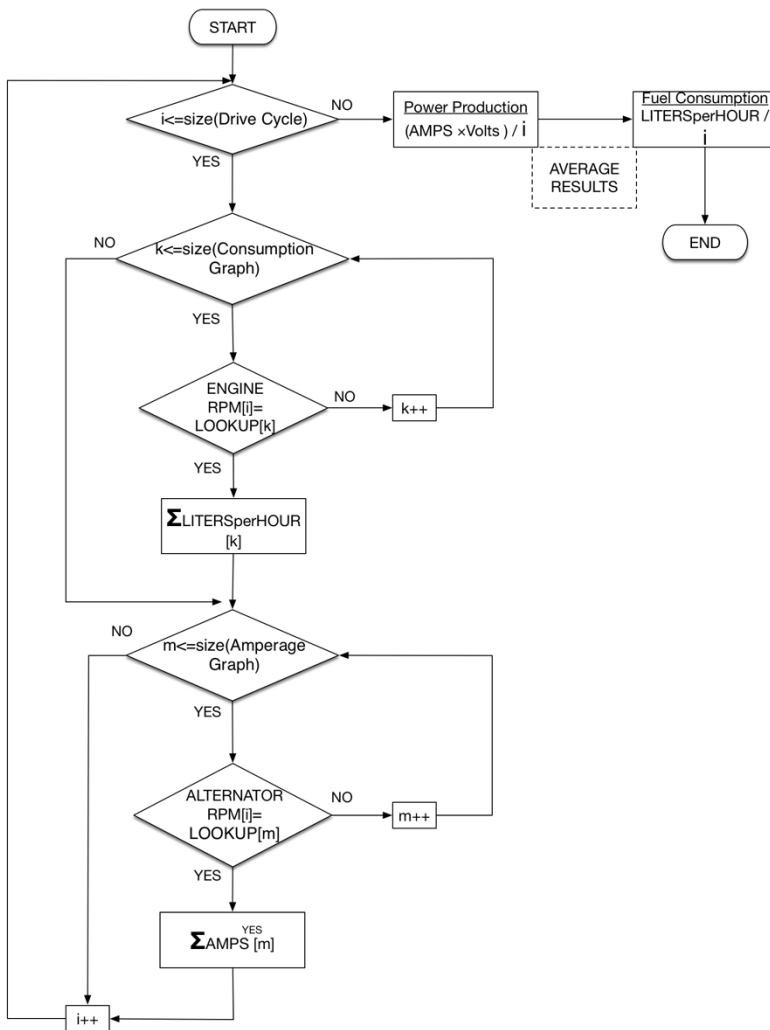 START
i<=size(Drive Cycle)
NO
YES
Power Production
(AMPS ×Volts ) / i
Fuel Consumption
LITERSperHOUR /
i
AVERAGE
RESULTS
END
NO
k<=size(Consumption
Graph)
YES
ENGINE
RPM[i]=
LOOKUP[k]
NO
k++
YES
ΣLITERSperHOUR
[k]
NO
m<=size(Amperage
Graph)
YES
ALTERNATOR
RPM[i]=
LOOKUP[m]
NO
m++
YES
YES
ΣAMPS [m]
i++